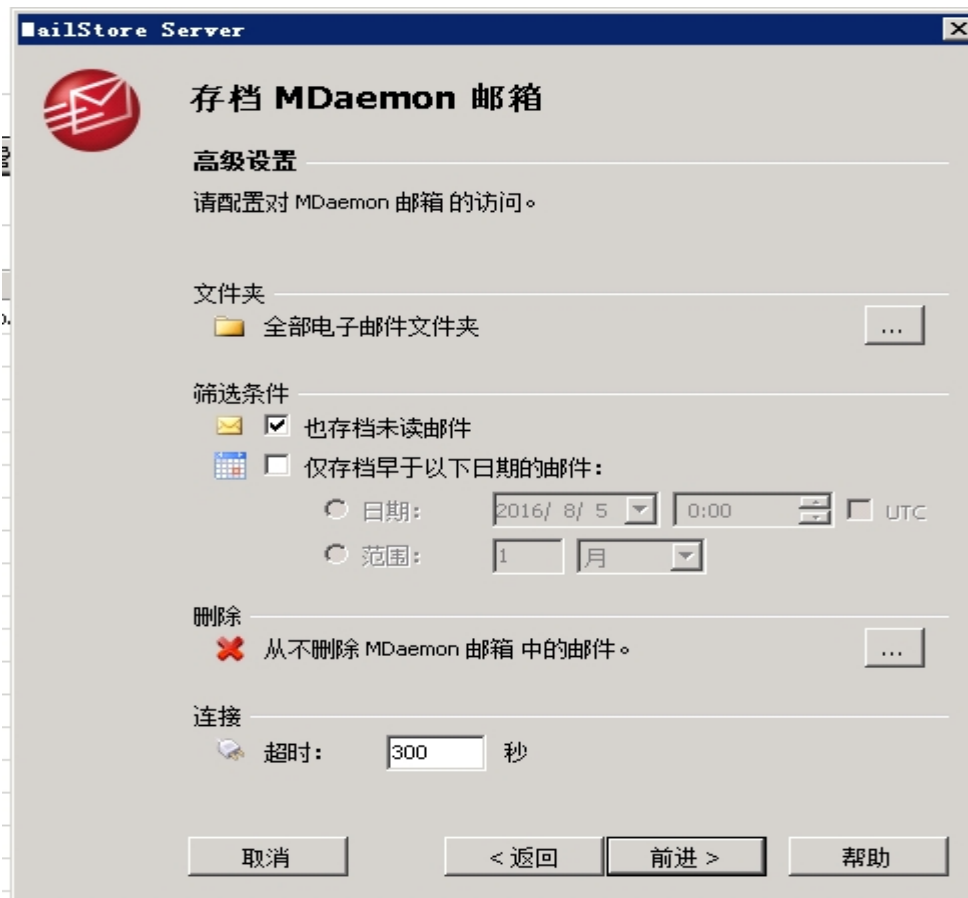 MailStore Server
存档 MDaemon 邮箱
高级设置
请配置对 MDaemon 邮箱 的访问。
文件夹
全部电子邮件文件夹
...
筛选条件
也存档未读邮件
仅存档早于以下日期的邮件：
日期： 2016/ 8/ 5 0:00 UTC
范围： 1 月
删除
从不删除 MDaemon 邮箱 中的邮件。
...
连接
超时： 300 秒
取消 < 返回 前进 > 帮助